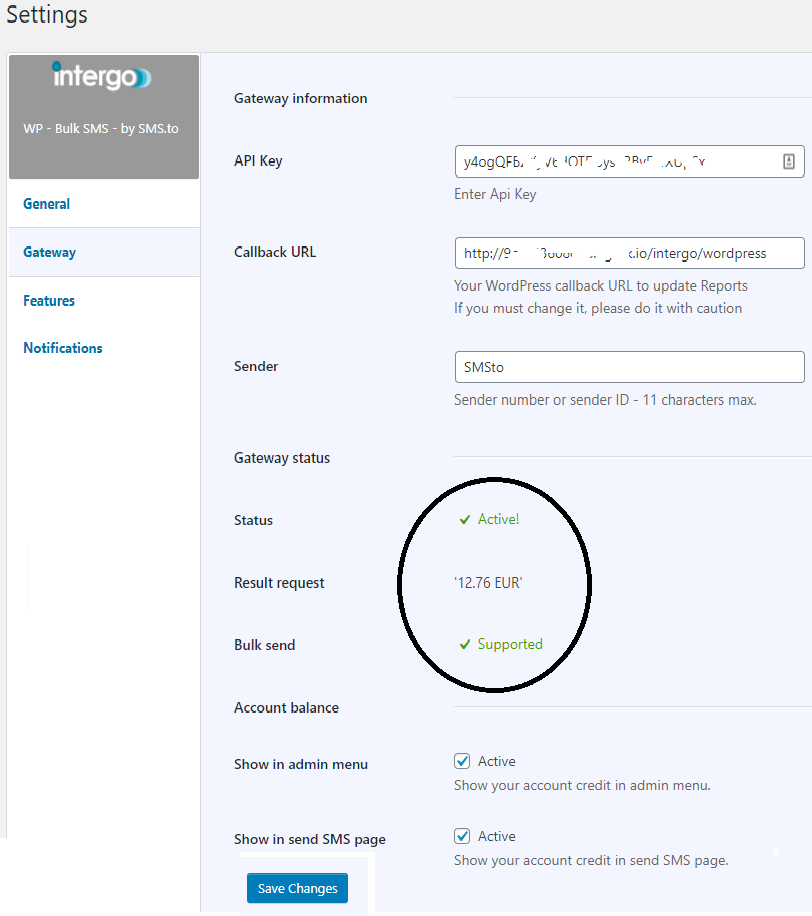 Settings
intergo
WP - Bulk SMS - by SMS.to
General
Gateway
Features
Notifications
Gateway information
API Key
Enter Api Key
Callback URL
.io/intergo/wordpress
Your WordPress callback URL to update Reports
If you must change it, please do it with caution
Sender
SMSto
Sender number or sender ID - 11 characters max.
Gateway status
Status
Active!
Result request
'12.76 EUR'
Bulk send
Supported
Account balance
Show in admin menu
Active
Show your account credit in admin menu.
Show in send SMS page
Active
Show your account credit in send SMS page.
Save Changes